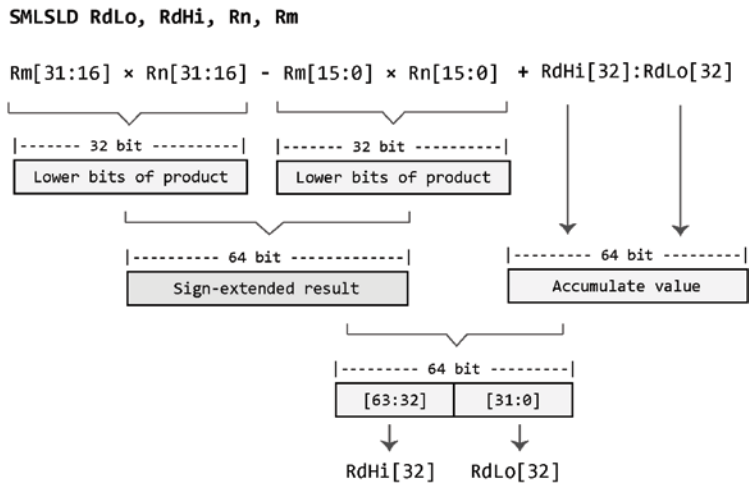 SMLSLD RdLo, RdHi, Rn, Rm
Rm[31:16] × Rn[31:16] - Rm[15:0] × Rn[15:0] + RdHi[32]:RdLo[32]
|------- 32 bit -------| |------- 32 bit -------|
Lower bits of product Lower bits of product
|---------- 64 bit -----------| |---------- 64 bit ----------|
Sign-extended result Accumulate value
|--------- 64 bit ---------|
[63:32] [31:0]
RdHi[32] RdLo[32]